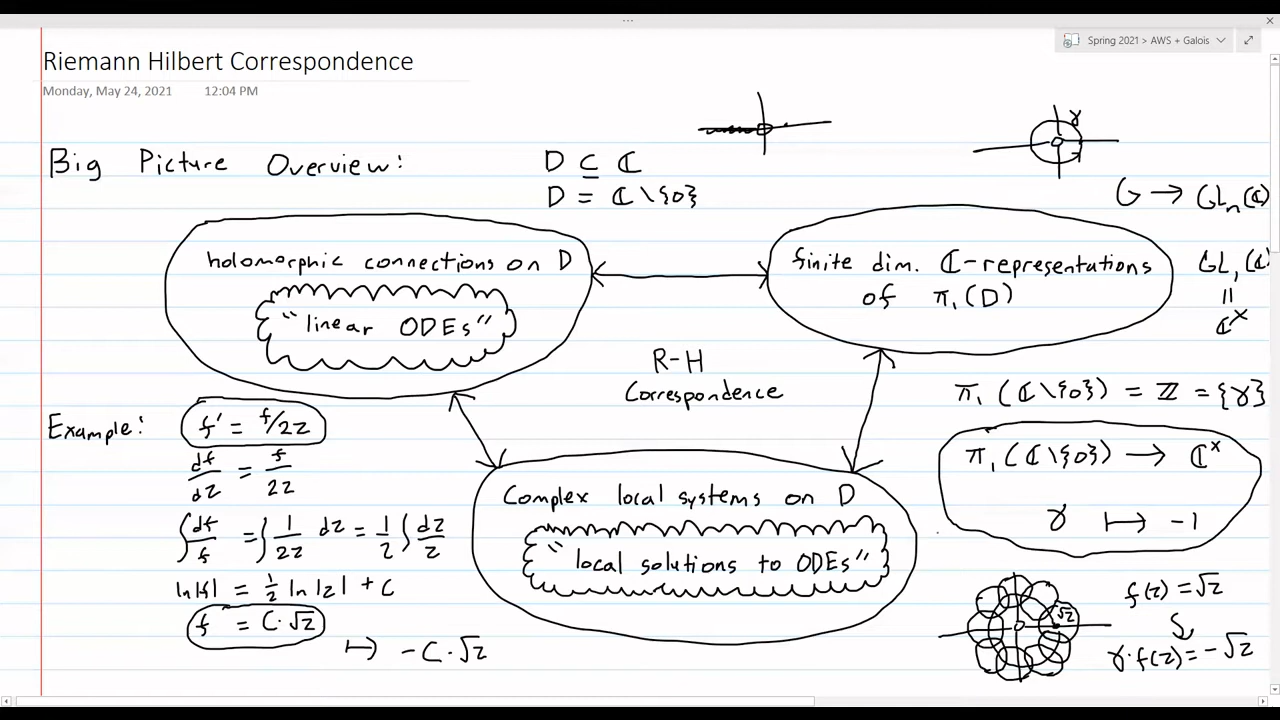 Spring 2021 > AWS + Galois
Riemann Hilbert Correspondence
Monday, May 24, 2021 12:04 PM
Big Picture Overview:
D ⊆ ℂ
D = ℂ\{0}
γ
G → GLₙ(ℂ)
holomorphic connections on D
"linear ODEs"
finite dim. ℂ-representations
of π₁(D)
GL₁(ℂ)
||
ℂˣ
R-H
Correspondence
π₁(ℂ\{0}) = ℤ = {γ}
Example:
f' = f/2z
df/dz = f/2z
∫ df/f = ∫ 1/2z dz = 1/2 ∫ dz/z
ln|f| = 1/2 ln|z| + C
f = C·√z
↦ -C·√z
Complex local systems on D
"local solutions to ODEs"
π₁(ℂ\{0}) → ℂˣ
γ ↦ -1
√z
f(z) = √z
γ·f(z) = -√z